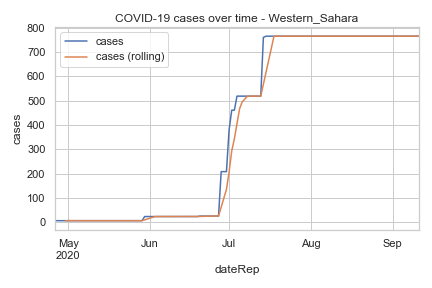 COVID-19 cases over time - Western_Sahara
cases
cases (rolling)
800
700
600
500
400
300
200
100
0
cases
May
2020
Jun
Jul
Aug
Sep
dateRep